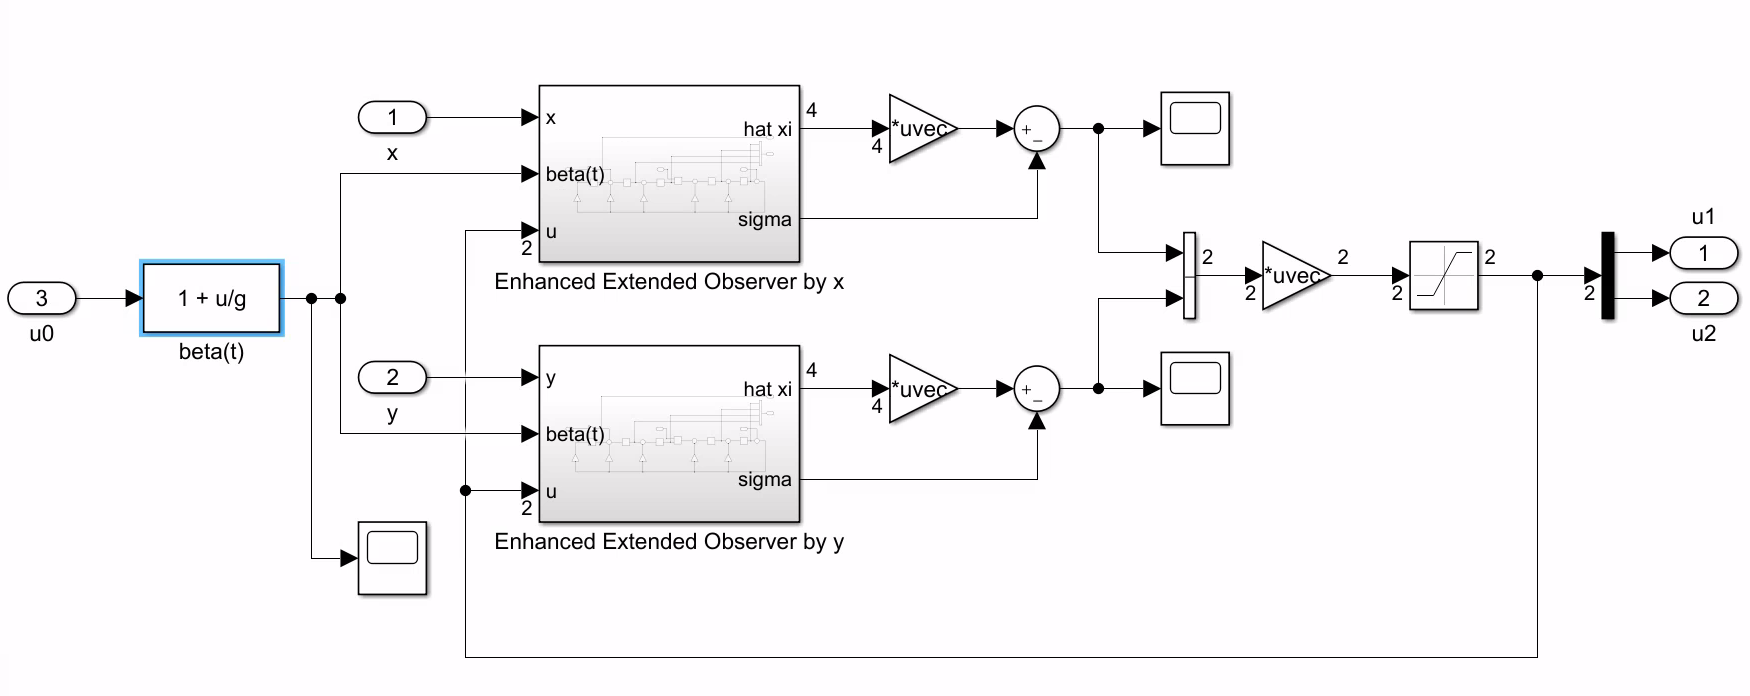 1
x
x
beta(t)
u
2
hat xi
sigma
4
4
*uvec
+
−
Enhanced Extended Observer by x
3
u0
1 + u/g
beta(t)
2
y
y
beta(t)
u
2
hat xi
sigma
4
4
*uvec
+
−
Enhanced Extended Observer by y
2
2
*uvec
2
2
2
2
u1
1
2
u2